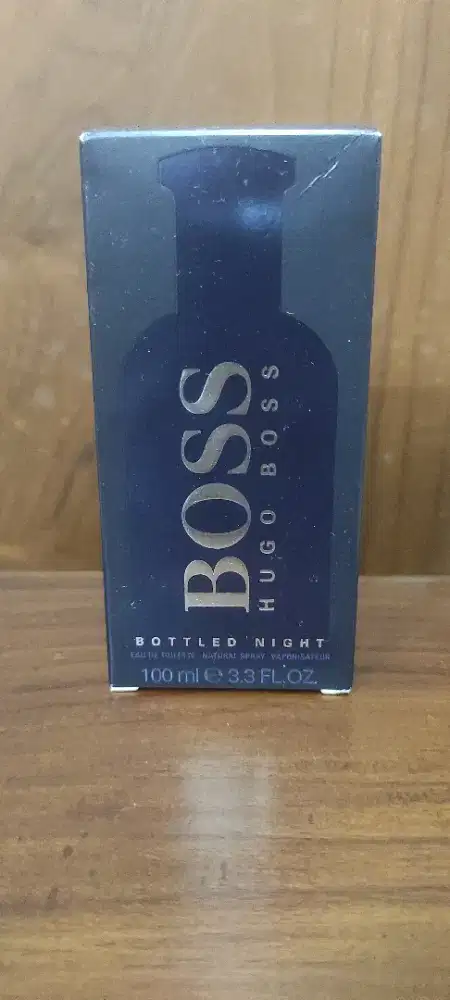 BOSS
HUGO BOSS
BOTTLED NIGHT
EAU DE TOILETTE NATURAL SPRAY VAPORISATEUR
100 ml ℮ 3.3 FL.OZ.